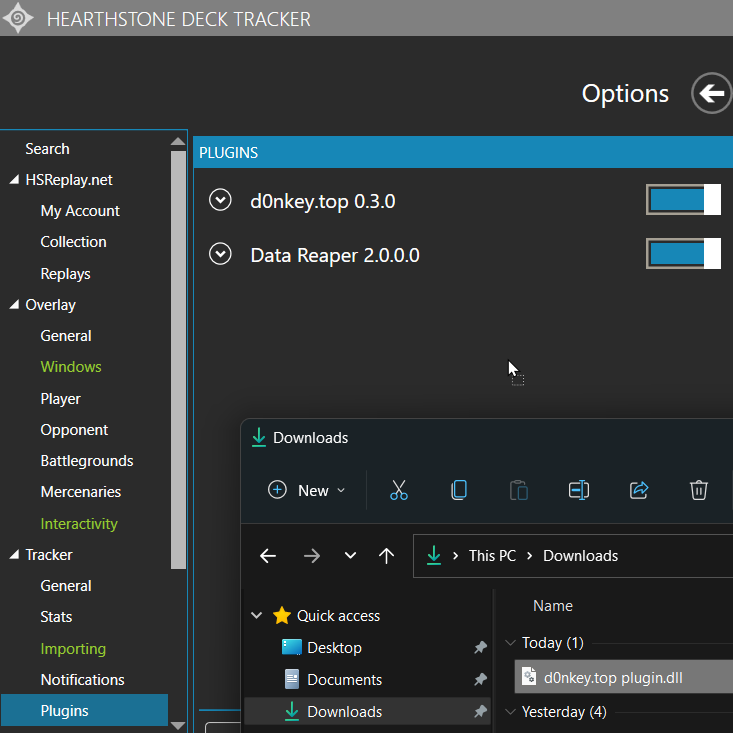 HEARTHSTONE DECK TRACKER
Options
Search
HSReplay.net
My Account
Collection
Replays
Overlay
General
Windows
Player
Opponent
Battlegrounds
Mercenaries
Interactivity
Tracker
General
Stats
Importing
Notifications
Plugins
PLUGINS
d0nkey.top 0.3.0
Data Reaper 2.0.0.0
Downloads
New
This PC
Downloads
Quick access
Desktop
Documents
Downloads
Name
Today (1)
d0nkey.top plugin.dll
Yesterday (4)